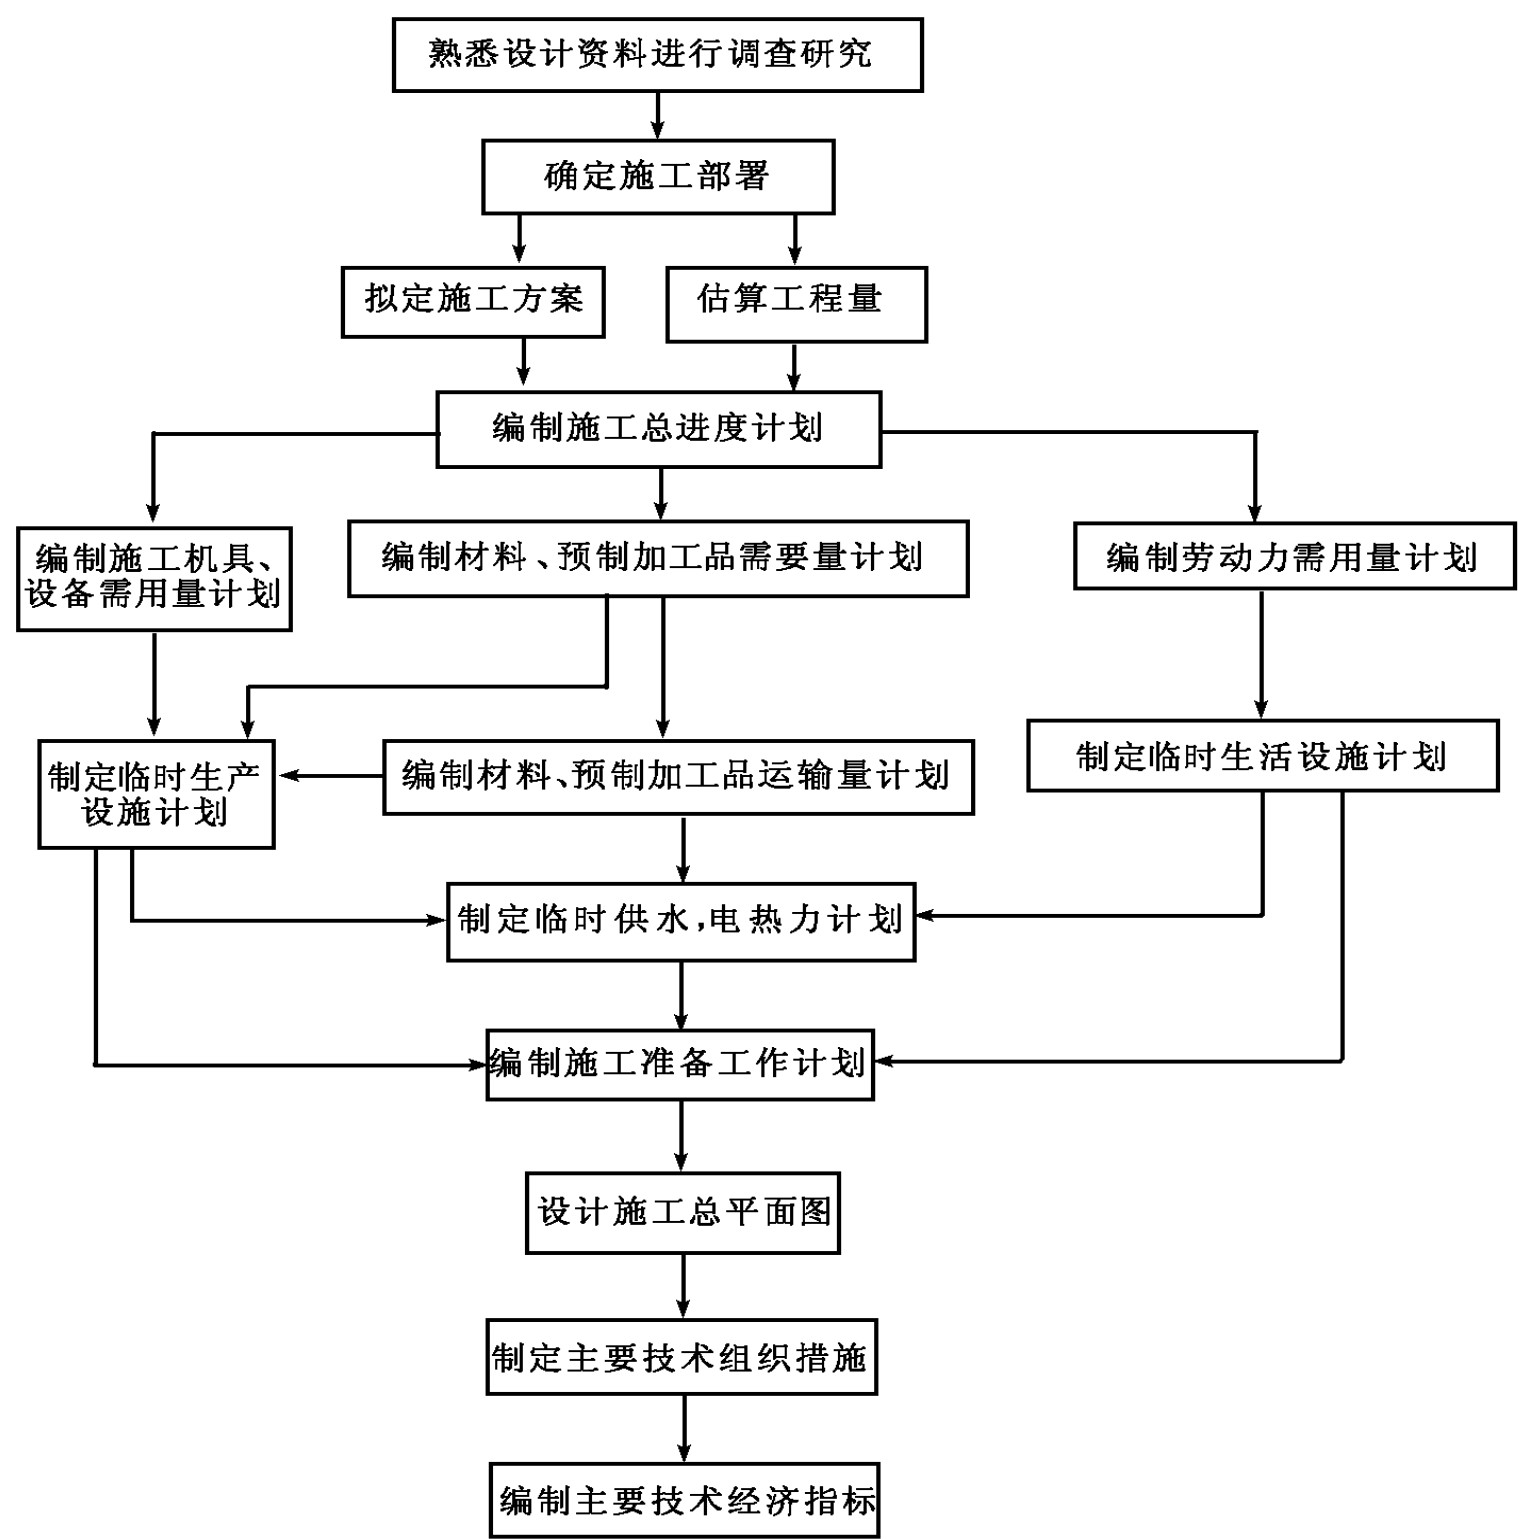 熟悉设计资料进行调查研究
确定施工部署
拟定施工方案
估算工程量
编制施工总进度计划
编制施工机具、
设备需用量计划
编制材料、预制加工品需要量计划
编制劳动力需用量计划
制定临时生产
设施计划
编制材料、预制加工品运输量计划
制定临时生活设施计划
制定临时供水,电热力计划
编制施工准备工作计划
设计施工总平面图
制定主要技术组织措施
编制主要技术经济指标